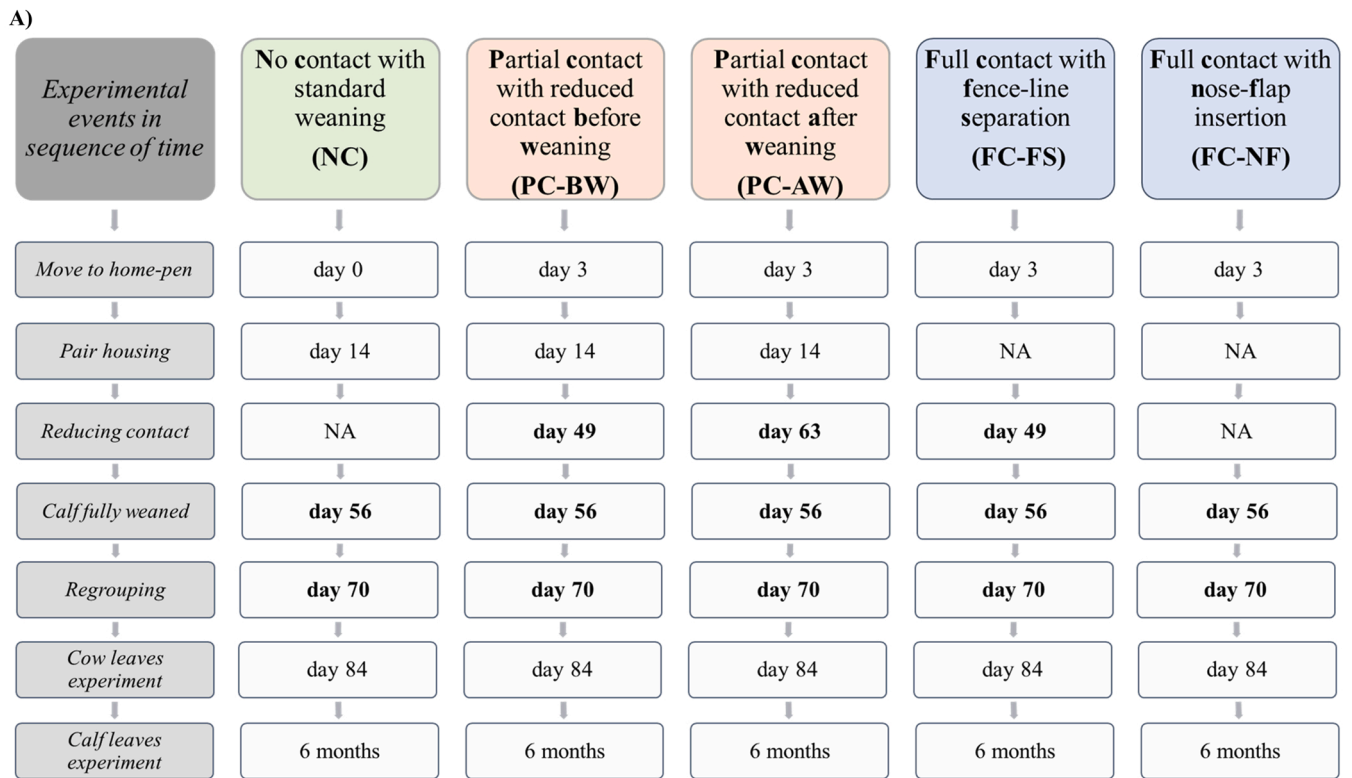 A)
Experimental
events in
sequence of time
No contact with
standard
weaning
(NC)
Partial contact
with reduced
contact before
weaning
(PC-BW)
Partial contact
with reduced
contact after
weaning
(PC-AW)
Full contact with
fence-line
separation
(FC-FS)
Full contact with
nose-flap
insertion
(FC-NF)
Move to home-pen
day 0
day 3
day 3
day 3
day 3
Pair housing
day 14
day 14
day 14
NA
NA
Reducing contact
NA
day 49
day 63
day 49
NA
Calf fully weaned
day 56
day 56
day 56
day 56
day 56
Regrouping
day 70
day 70
day 70
day 70
day 70
Cow leaves
experiment
day 84
day 84
day 84
day 84
day 84
Calf leaves
experiment
6 months
6 months
6 months
6 months
6 months